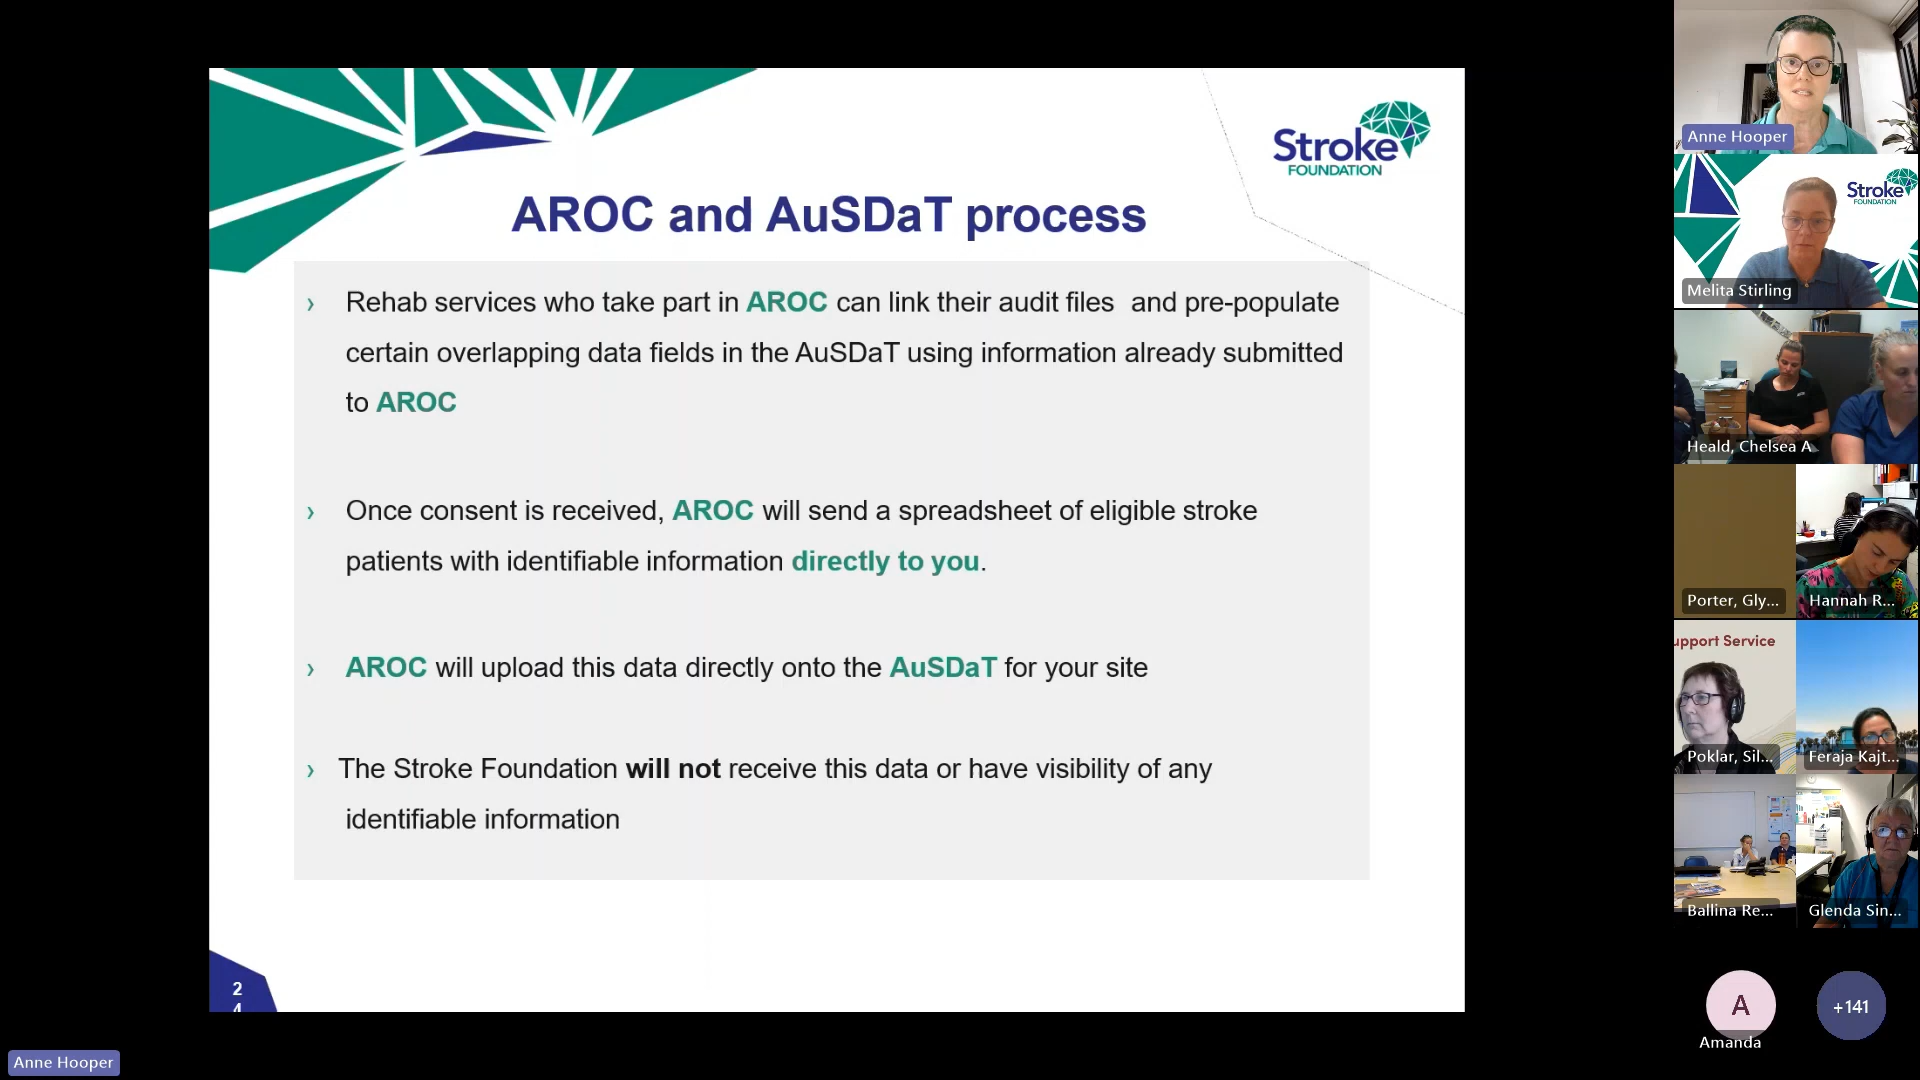 Stroke
FOUNDATION
AROC and AuSDaT process
› Rehab services who take part in AROC can link their audit files and pre-populate
certain overlapping data fields in the AuSDaT using information already submitted
to AROC
› Once consent is received, AROC will send a spreadsheet of eligible stroke
patients with identifiable information directly to you.
› AROC will upload this data directly onto the AuSDaT for your site
› The Stroke Foundation will not receive this data or have visibility of any
identifiable information
2
4
Anne Hooper
Anne Hooper
Stroke
FOUNDATION
Melita Stirling
Heald, Chelsea A
Porter, Gly...
Hannah R...
upport Service
Poklar, Sil...
Feraja Kajt...
Ballina Re...
Glenda Sin...
A
Amanda
+141